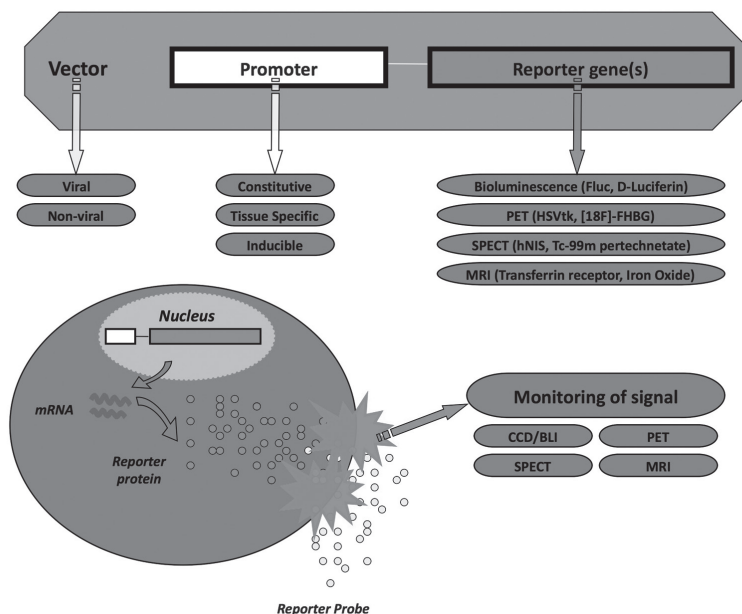 Vector
Promoter
Reporter gene(s)
Viral
Non-viral
Constitutive
Tissue Specific
Inducible
Bioluminescence (Fluc, D-Luciferin)
PET (HSVtk, [18F]-FHBG)
SPECT (hNIS, Tc-99m pertechnetate)
MRI (Transferrin receptor, Iron Oxide)
Nucleus
mRNA
Reporter
protein
Monitoring of signal
CCD/BLI
PET
SPECT
MRI
Reporter Probe